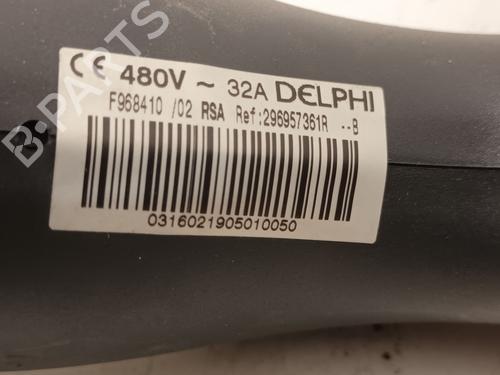 CE 480V ~ 32A DELPHI
F968410 /02 RSA Ref:296957361R --B
0316021905010050
B-PARTS